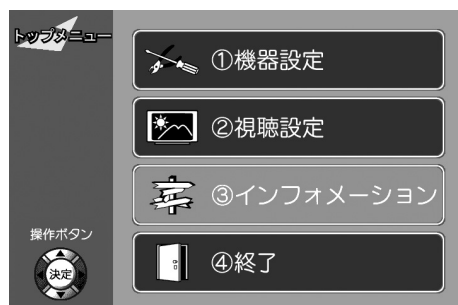 トップメニュー
①機器設定
②視聴設定
③インフォメーション
④終了
操作ボタン
決定